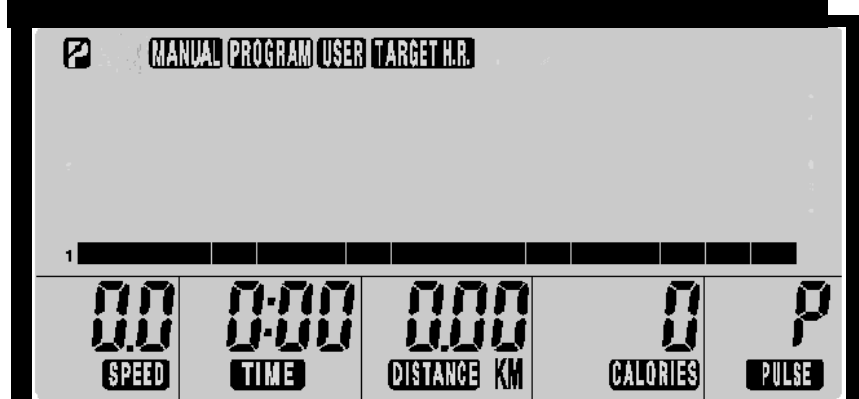 P MANUAL PROGRAM USER TARGET H.R.
1
0.0 0:00 0.00 0 P
SPEED TIME DISTANCE KM CALORIES PULSE